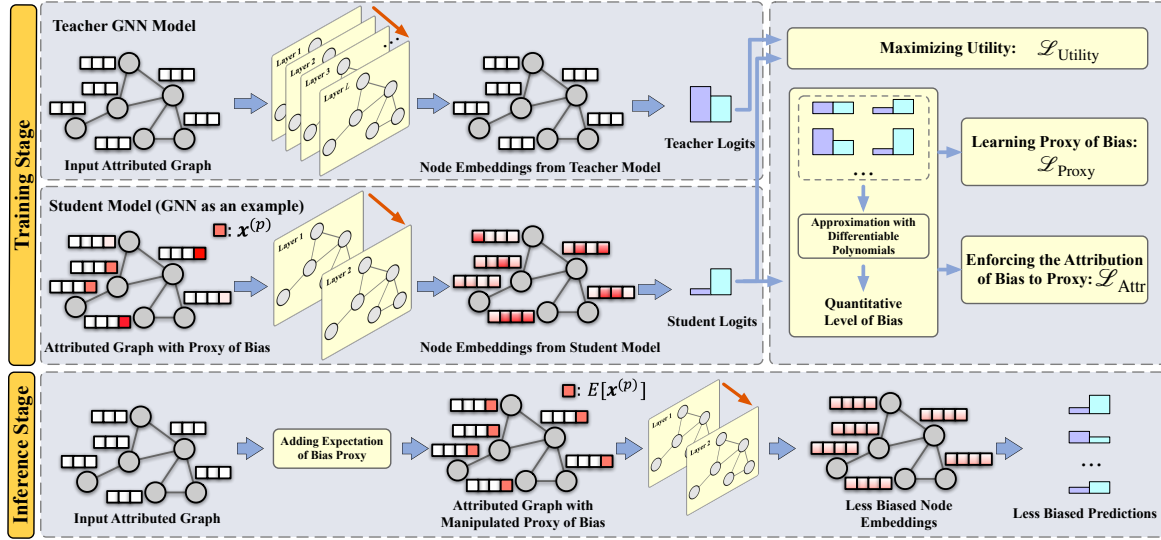 Training Stage
Teacher GNN Model
Layer 1
Layer 2
Layer 3
...
Layer L
Input Attributed Graph
Node Embeddings from Teacher Model
Teacher Logits
Student Model (GNN as an example)
: x^(p)
Layer 1
Layer 2
Attributed Graph with Proxy of Bias
Node Embeddings from Student Model
Student Logits
Maximizing Utility: ℒ_Utility
...
Approximation with
Differentiable
Polynomials
Quantitative
Level of Bias
Learning Proxy of Bias:
ℒ_Proxy
Enforcing the Attribution
of Bias to Proxy: ℒ_Attr
Inference Stage
Input Attributed Graph
Adding Expectation
of Bias Proxy
: E[x^(p)]
Attributed Graph with
Manipulated Proxy of Bias
Layer 1
Layer 2
Less Biased Node
Embeddings
...
Less Biased Predictions